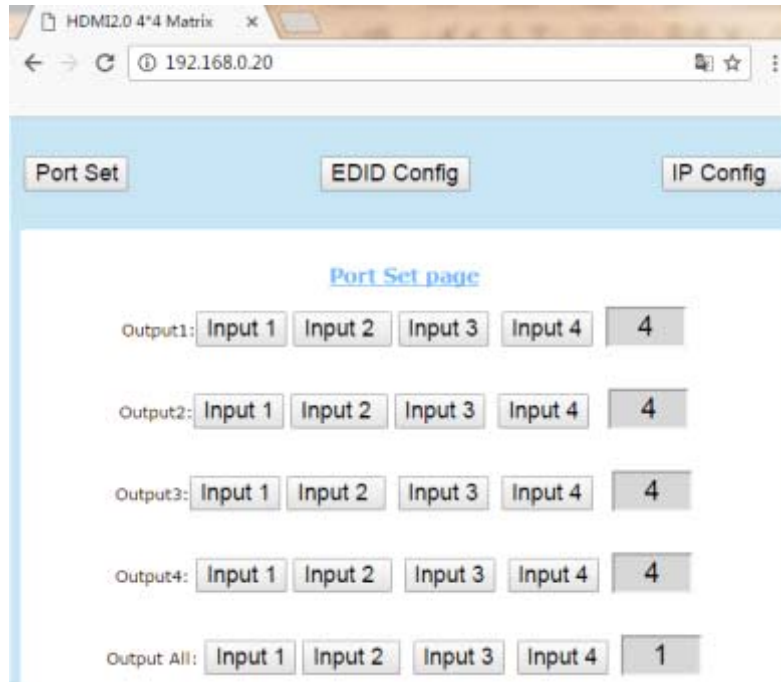 HDMI2.0 4*4 Matrix
192.168.0.20
Port Set EDID Config IP Config
Port Set page
Output1: Input 1 Input 2 Input 3 Input 4 4
Output2: Input 1 Input 2 Input 3 Input 4 4
Output3: Input 1 Input 2 Input 3 Input 4 4
Output4: Input 1 Input 2 Input 3 Input 4 4
Output All: Input 1 Input 2 Input 3 Input 4 1